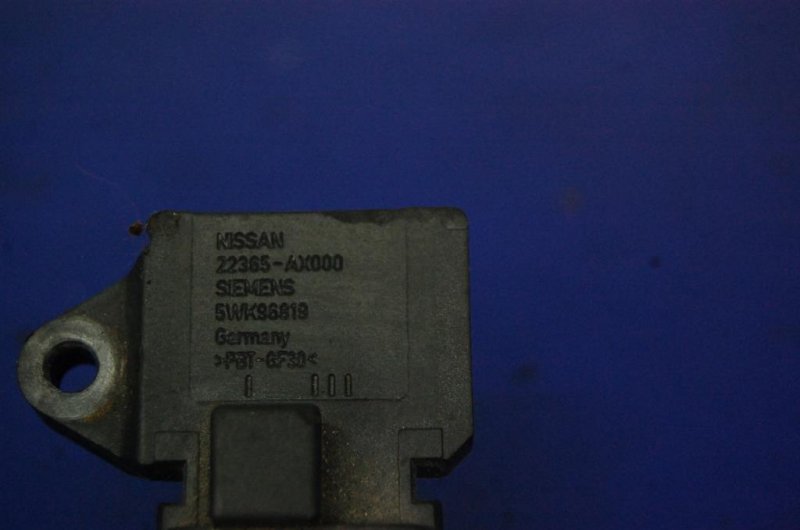 NISSAN
22365-AX000
SIEMENS
5WK96819
Germany
>PBT-GF30<